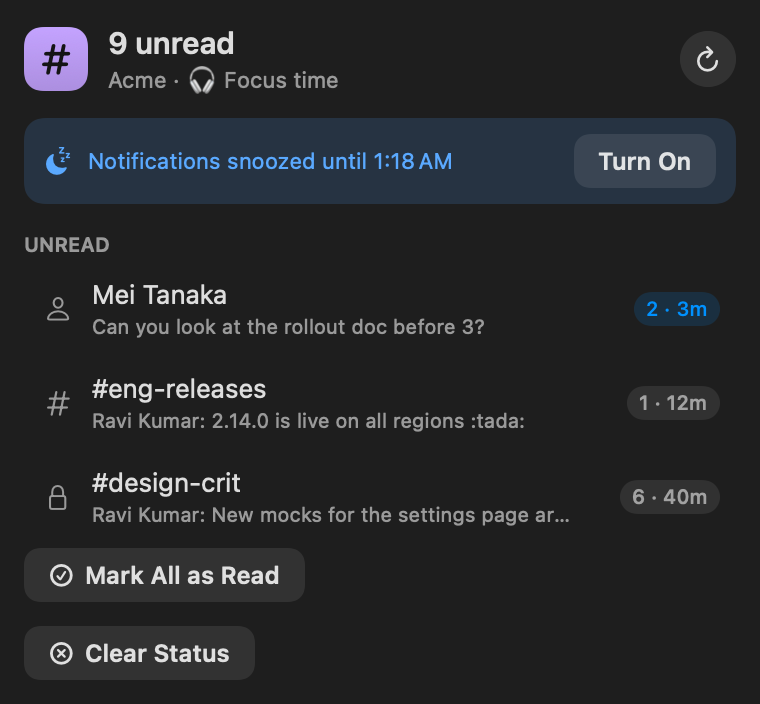 #
9 unread
Acme · 🎧 Focus time
Notifications snoozed until 1:18 AM
Turn On
UNREAD
Mei Tanaka
Can you look at the rollout doc before 3?
2 · 3m
#eng-releases
Ravi Kumar: 2.14.0 is live on all regions :tada:
1 · 12m
#design-crit
Ravi Kumar: New mocks for the settings page ar…
6 · 40m
Mark All as Read
Clear Status